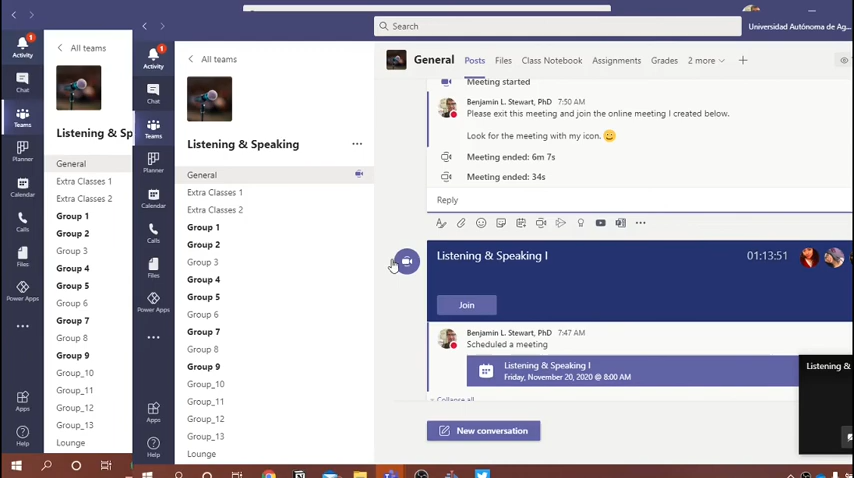 Search
Universidad Autónoma de Ag...
1
Activity
Chat
Teams
Planner
Calendar
Calls
Files
Power Apps
Apps
Help
All teams
Listening & Sp
General
Extra Classes 1
Extra Classes 2
Group 1
Group 2
Group 3
Group 4
Group 5
Group 6
Group 7
Group 8
Group 9
Group_10
Group_11
Group_12
Group_13
Lounge
1
Activity
Chat
Teams
Planner
Calendar
Calls
Files
Power Apps
Apps
Help
All teams
Listening & Speaking
General
Extra Classes 1
Extra Classes 2
Group 1
Group 2
Group 3
Group 4
Group 5
Group 6
Group 7
Group 8
Group 9
Group_10
Group_11
Group_12
Group_13
Lounge
General Posts Files Class Notebook Assignments Grades 2 more
Meeting started
Benjamin L. Stewart, PhD 7:50 AM
Please exit this meeting and join the online meeting I created below.
Look for the meeting with my icon.
Meeting ended: 6m 7s
Meeting ended: 34s
Reply
Listening & Speaking I 01:13:51
Join
Benjamin L. Stewart, PhD 7:47 AM
Scheduled a meeting
Listening & Speaking I
Friday, November 20, 2020 @ 8:00 AM
Collapse all
Listening &
New conversation